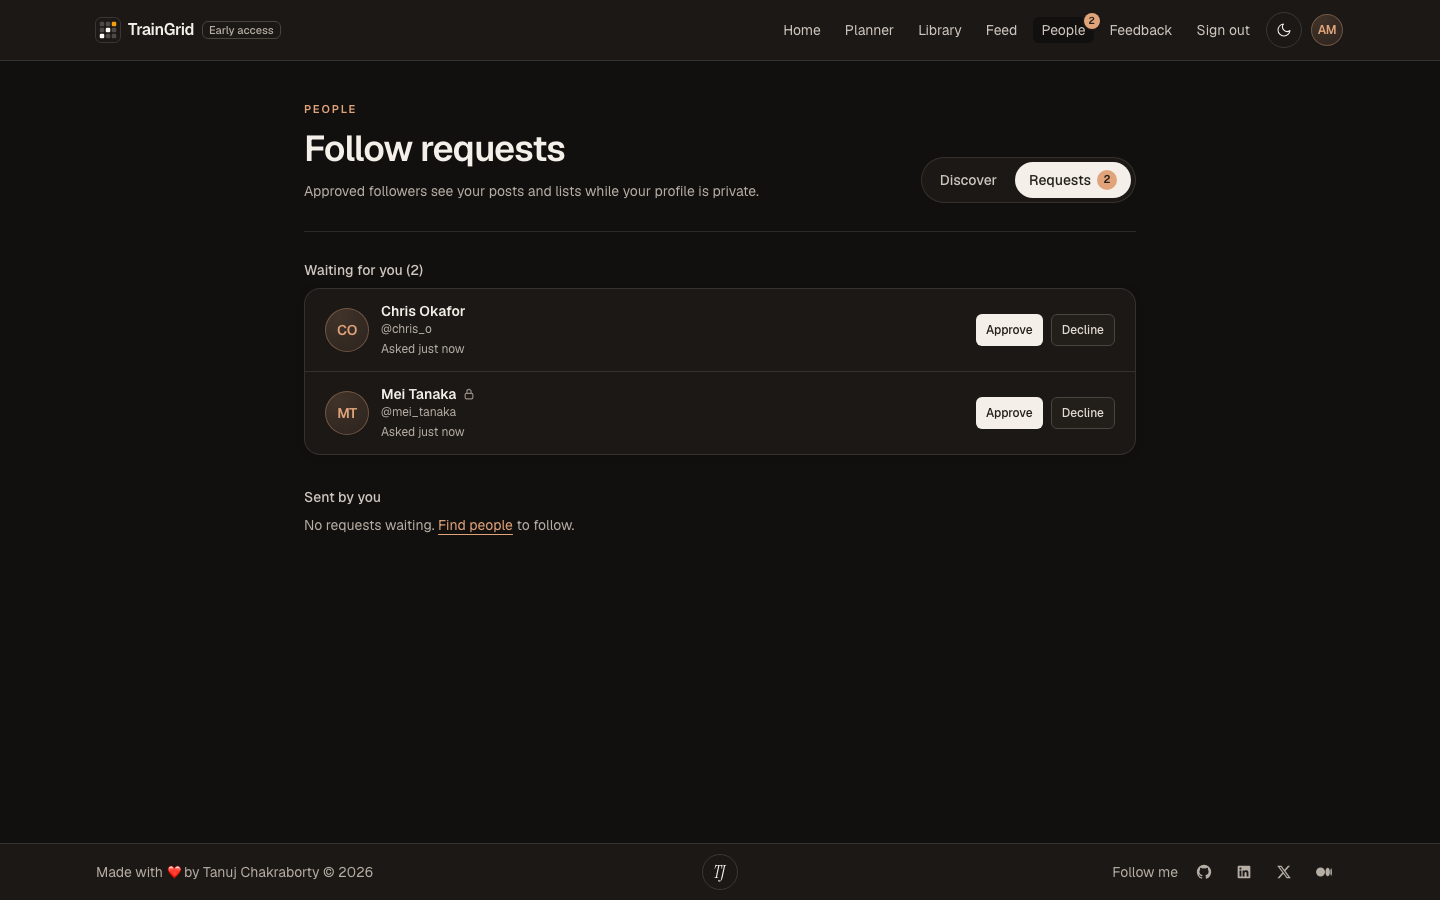 TrainGrid
Early access
Home
Planner
Library
Feed
People
2
Feedback
Sign out
AM
PEOPLE
Follow requests
Approved followers see your posts and lists while your profile is private.
Discover
Requests 2
Waiting for you (2)
CO
Chris Okafor
@chris_o
Asked just now
Approve
Decline
MT
Mei Tanaka
@mei_tanaka
Asked just now
Approve
Decline
Sent by you
No requests waiting. Find people to follow.
Made with ❤️ by Tanuj Chakraborty © 2026
TJ
Follow me